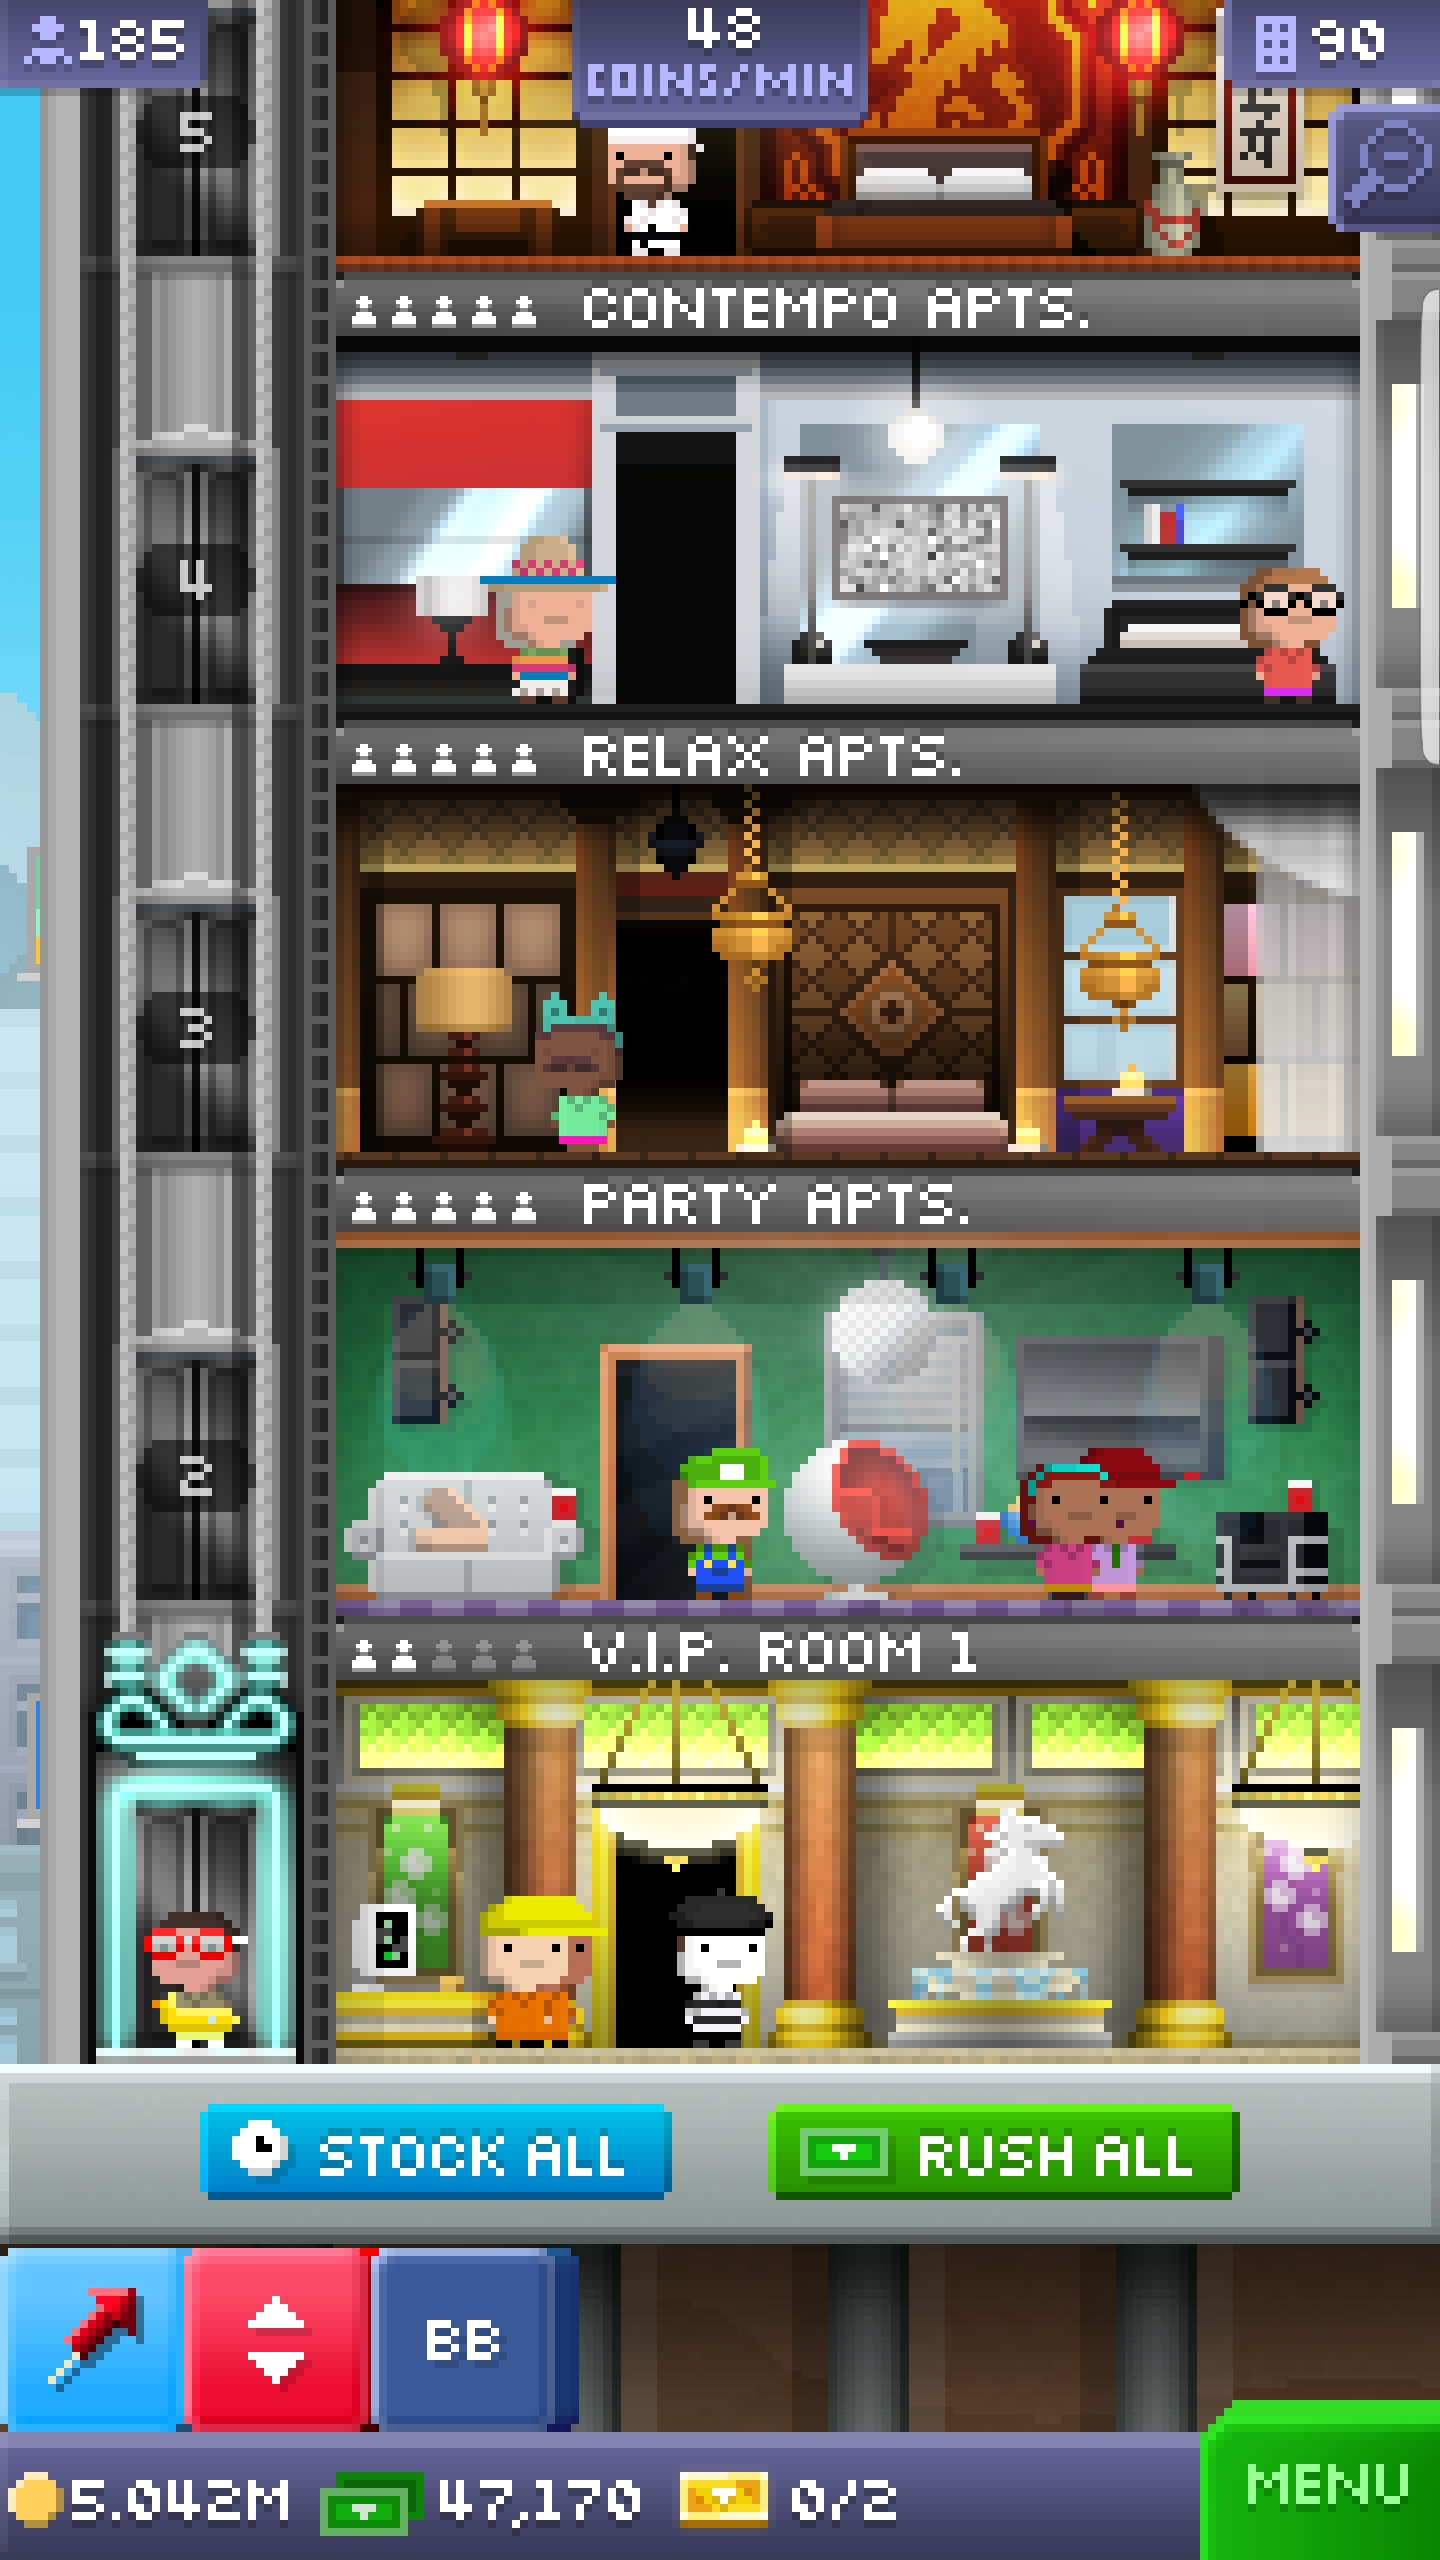 185
48
COINS/MIN
90
5
CONTEMPO APTS.
4
RELAX APTS.
3
PARTY APTS.
2
V.I.P. ROOM 1
STOCK ALL
RUSH ALL
BB
5.042M
47,170
0/2
MENU